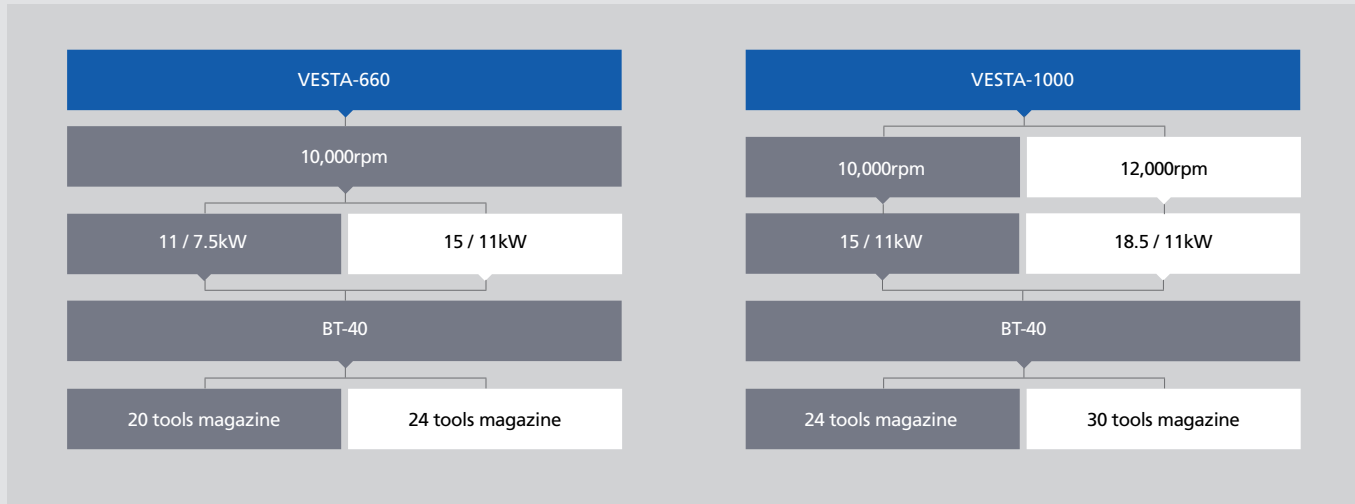 VESTA-660
10,000rpm
11 / 7.5kW
15 / 11kW
BT-40
20 tools magazine
24 tools magazine
VESTA-1000
10,000rpm
12,000rpm
15 / 11kW
18.5 / 11kW
BT-40
24 tools magazine
30 tools magazine